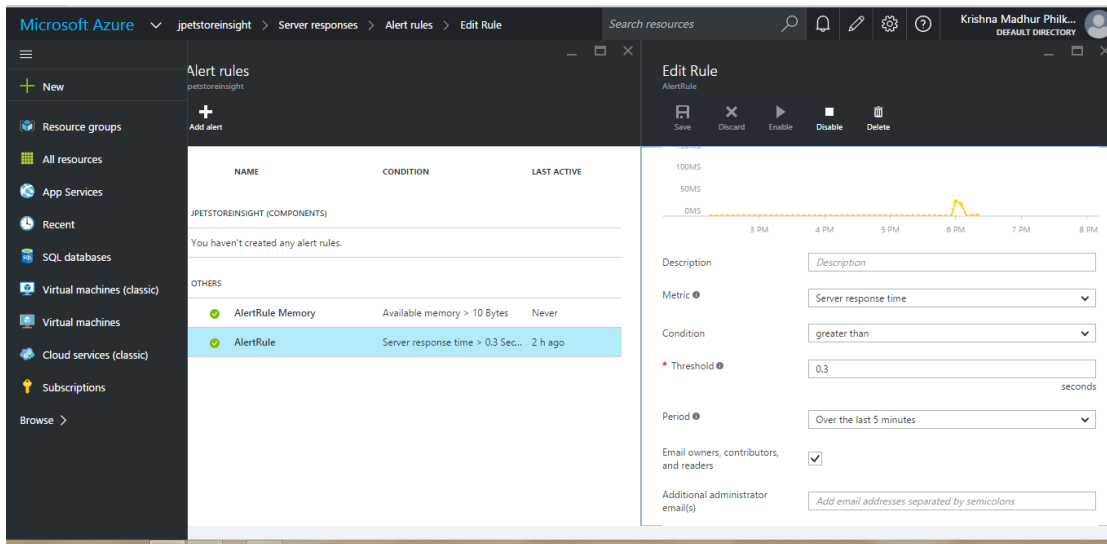 Microsoft Azure jpetstoreinsight > Server responses > Alert rules > Edit Rule Search resources Krishna Madhur Philk...
DEFAULT DIRECTORY
New
Resource groups
All resources
App Services
Recent
SQL databases
Virtual machines (classic)
Virtual machines
Cloud services (classic)
Subscriptions
Browse >
Alert rules
petstoreinsight
Add alert
NAME CONDITION LAST ACTIVE
JPETSTOREINSIGHT (COMPONENTS)
You haven't created any alert rules.
OTHERS
AlertRule Memory Available memory > 10 Bytes Never
AlertRule Server response time > 0.3 Sec... 2 h ago
Edit Rule
AlertRule
Save Discard Enable Disable Delete
150MS
100MS
50MS
0MS
3 PM 4 PM 5 PM 6 PM 7 PM 8 PM
Description Description
Metric Server response time
Condition greater than
* Threshold 0.3
seconds
Period Over the last 5 minutes
Email owners, contributors,
and readers
Additional administrator
email(s) Add email addresses separated by semicolons